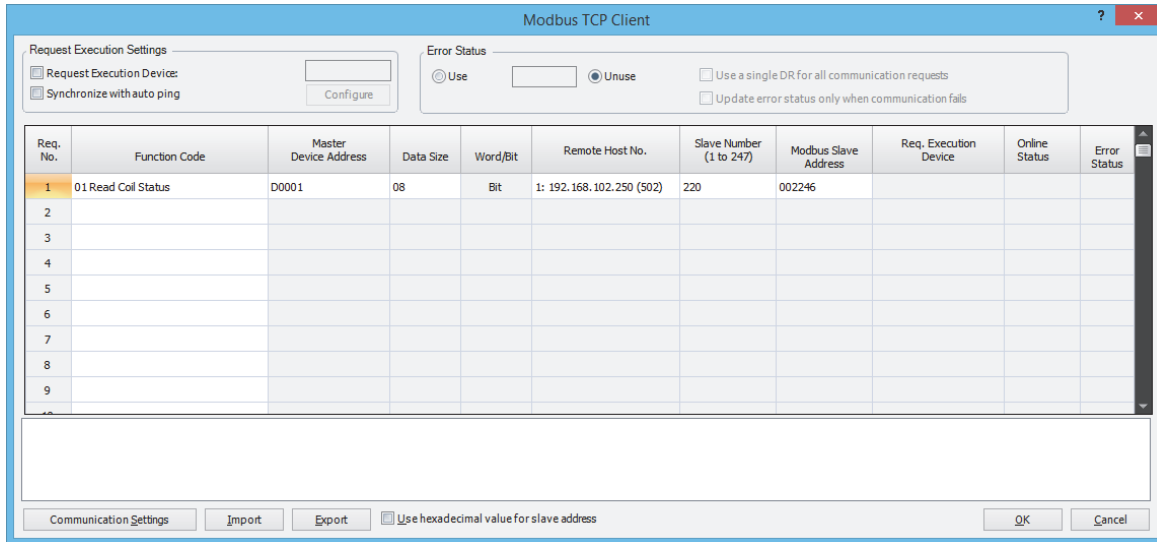 Modbus TCP Client
? ×
Request Execution Settings
Request Execution Device:
Synchronize with auto ping
Configure
Error Status
Use
Unuse
Use a single DR for all communication requests
Update error status only when communication fails
Req. No. Function Code Master Device Address Data Size Word/Bit Remote Host No. Slave Number (1 to 247) Modbus Slave Address Req. Execution Device Online Status Error Status
1 01 Read Coil Status D0001 08 Bit 1: 192.168.102.250 (502) 220 002246
2
3
4
5
6
7
8
9
Communication Settings Import Export Use hexadecimal value for slave address OK Cancel